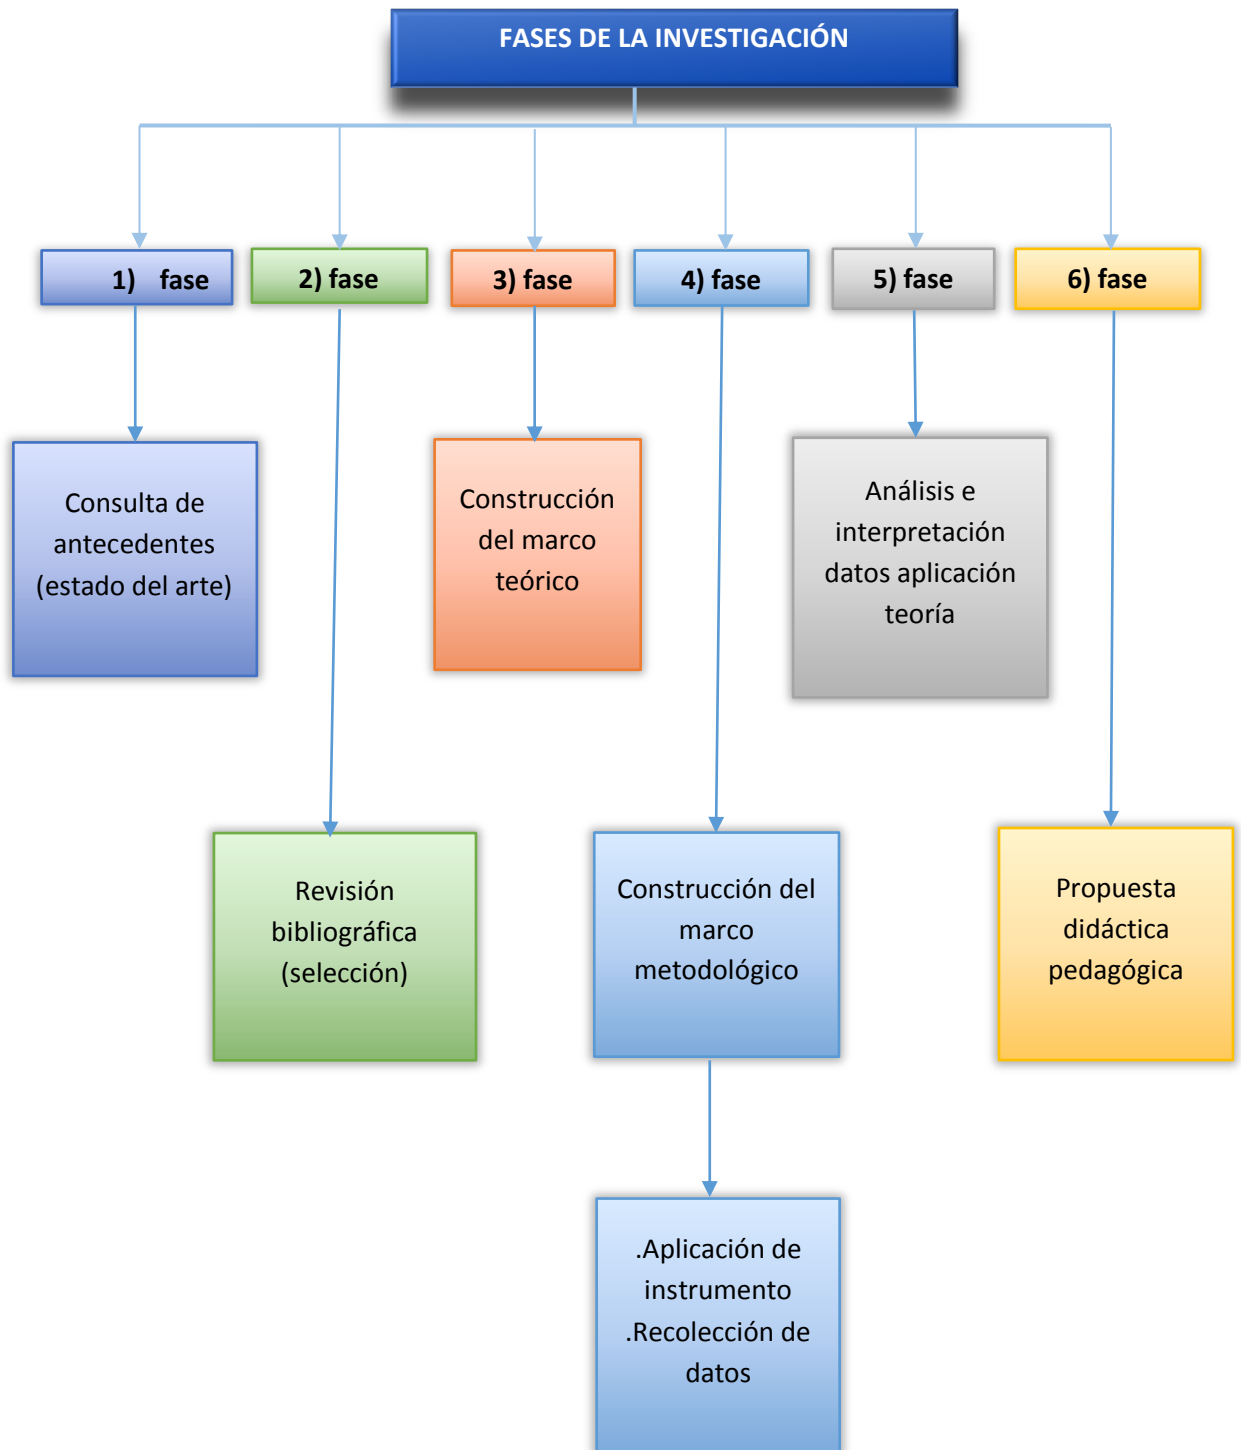 FASES DE LA INVESTIGACIÓN
1) fase
2) fase
3) fase
4) fase
5) fase
6) fase
Consulta de
antecedentes
(estado del arte)
Construcción
del marco
teórico
Análisis e
interpretación
datos aplicación
teoría
Revisión
bibliográfica
(selección)
Construcción del
marco
metodológico
Propuesta
didáctica
pedagógica
.Aplicación de
instrumento
.Recolección de
datos